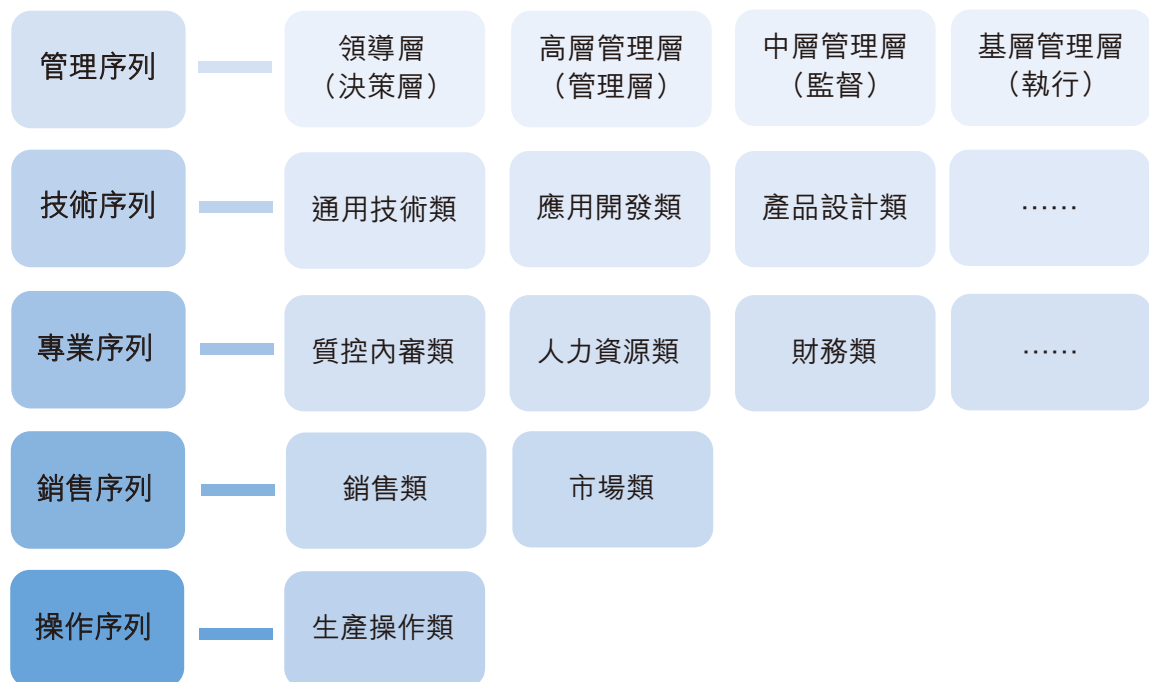 管理序列
領導層
（決策層）
高層管理層
（管理層）
中層管理層
（監督）
基層管理層
（執行）
技術序列
通用技術類
應用開發類
產品設計類
……
專業序列
質控內審類
人力資源類
財務類
……
銷售序列
銷售類
市場類
操作序列
生產操作類